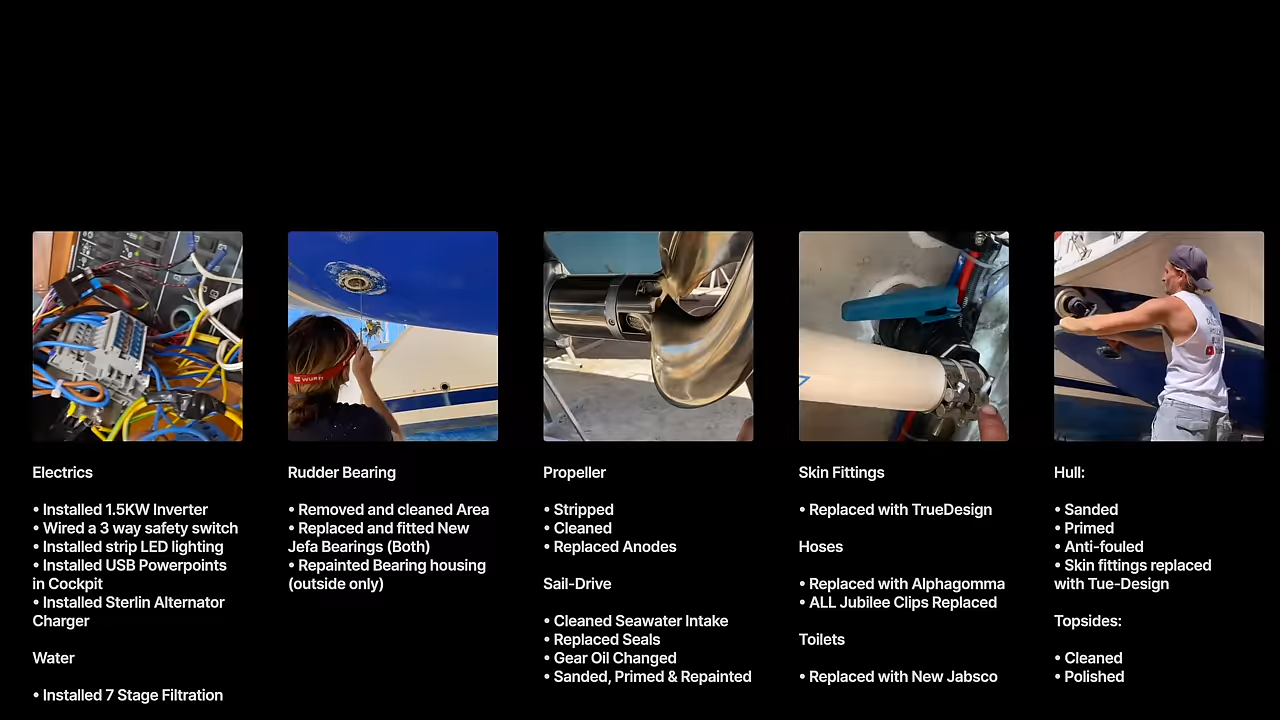 WURTH
Electrics
• Installed 1.5KW Inverter
• Wired a 3 way safety switch
• Installed strip LED lighting
• Installed USB Powerpoints
in Cockpit
• Installed Sterlin Alternator
Charger
Water
• Installed 7 Stage Filtration
Rudder Bearing
• Removed and cleaned Area
• Replaced and fitted New
Jefa Bearings (Both)
• Repainted Bearing housing
(outside only)
Propeller
• Stripped
• Cleaned
• Replaced Anodes
Sail-Drive
• Cleaned Seawater Intake
• Replaced Seals
• Gear Oil Changed
• Sanded, Primed & Repainted
Skin Fittings
• Replaced with TrueDesign
Hoses
• Replaced with Alphagomma
• ALL Jubilee Clips Replaced
Toilets
• Replaced with New Jabsco
Hull:
• Sanded
• Primed
• Anti-fouled
• Skin fittings replaced
with Tue-Design
Topsides:
• Cleaned
• Polished